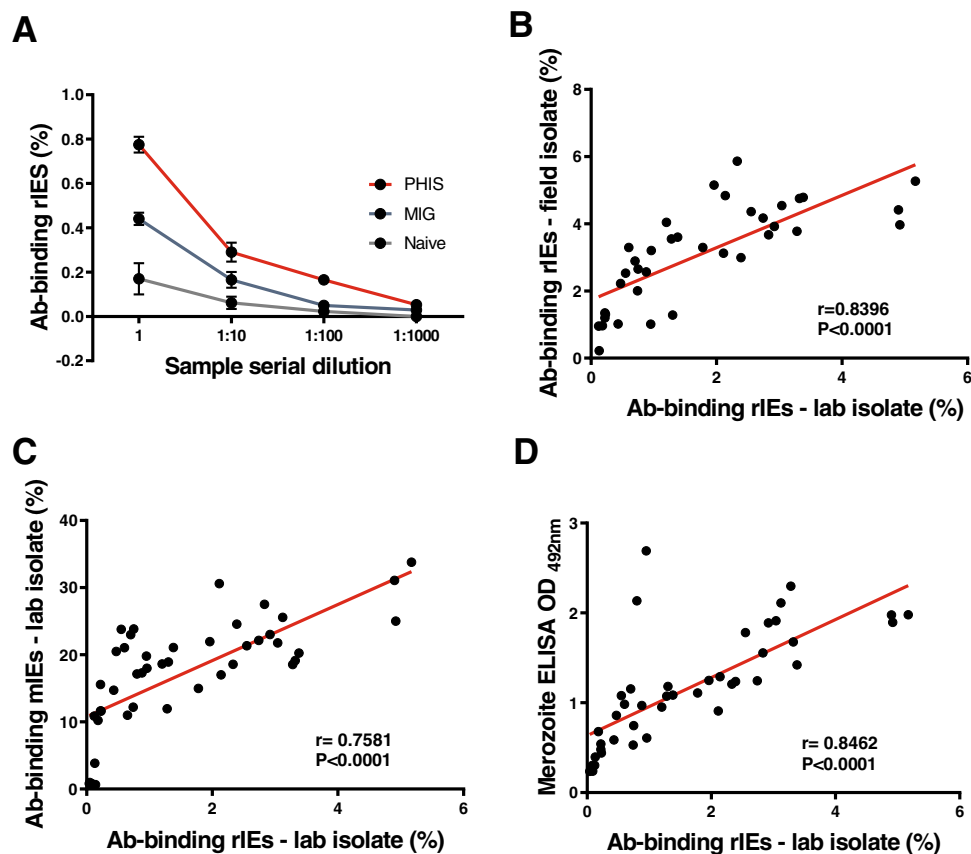 A
Ab-binding rIES (%)
1.0
0.8
0.6
0.4
0.2
0.0
-0.2
PHIS
MIG
Naive
1 1:10 1:100 1:1000
Sample serial dilution
B
Ab-binding rIEs - field isolate (%)
8
6
4
2
0
r=0.8396
P<0.0001
0 2 4 6
Ab-binding rIEs - lab isolate (%)
C
Ab-binding mIEs - lab isolate (%)
40
30
20
10
0
r= 0.7581
P<0.0001
0 2 4 6
Ab-binding rIEs - lab isolate (%)
D
Merozoite ELISA OD 492nm
3
2
1
0
r= 0.8462
P<0.0001
0 2 4 6
Ab-binding rIEs - lab isolate (%)